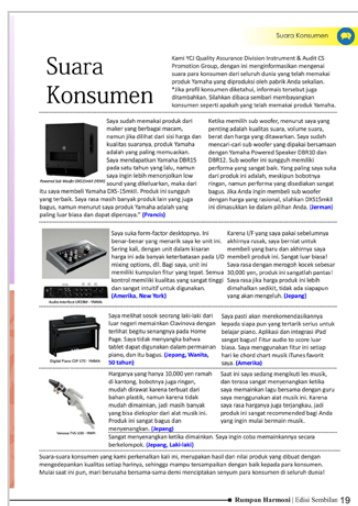 Suara Konsumen
Suara
Konsumen
Kami YCJ Quality Assurance Division Instrument & Audit CS
Promotion Group, dengan ini menginformasikan mengenai
suara para konsumen dari seluruh dunia yang telah memakai
produk Yamaha yang diproduksi oleh pabrik Anda sekalian.
*Jika profil konsumen diketahui, informasi tersebut juga
ditambahkan. Silahkan dibaca sembari membayangkan
konsumen seperti apakah yang telah memakai produk Yamaha.
Saya sudah memakai produk dari
maker yang berbagai macam,
namun jika dilihat dari sisi harga dan
kualitas suaranya, produk Yamaha
adalah yang paling memuaskan.
Saya mendapatkan Yamaha DBR15
pada satu tahun yang lalu, namun
saya ingin lebih menonjolkan low
sound yang dikeluarkan, maka dari
itu saya membeli Yamaha DXS-15mkII. Produk ini luar biasa
yang terbaik. Saya rasa masih banyak produk lain yang juga
bagus, namun menurut saya produk Yamaha adalah yang
paling luar biasa dan dapat dipercaya." (Prancis)
Ketika memilih sub woofer, menurut saya yang
penting adalah kualitas suara, volume suara,
berat dan harga yang ditawarkan. Saya sudah
mencari-cari sub woofer yang dipakai bersamaan
dengan Yamaha Powered Speaker DBR10 dan
DBR12. Sub woofer ini sungguh memiliki
performa yang sangat baik. Yang paling saya suka
dari produk ini adalah, meskipun bobotnya
ringan, namun performa yang disediakan sangat
bagus. Jika Anda ingin membeli sub woofer
dengan harga yang rasional, silahkan DXS15mkII
ini dimasukkan ke dalam pilihan Anda. (Jerman)
Saya suka form-factor desktopnya. Ini
benar-benar yang menarik saya ke unit ini.
Sering kali, dengan unit dalam kisaran
harga ini ada banyak keterbatasan pada I/O
mixing options, dll. Bagi saya, unit ini
memiliki kumpulan fitur yang tepat. Semua
kontrol memiliki kualitas yang sangat tinggi
dan sangat intuitif untuk digunakan.
(Amerika, New York)
Karena I/F yang saya pakai sebelumnya
akhirnya rusak, saya berniat untuk
membeli yang baru dan akhirnya saya
membeli produk ini. Sangat luar biasa!
Saya rasa dengan merogoh kocek sebesar
30,000 yen, produk ini sangatlah pantas!
Saya rasa jika harga produk ini lebih
dimahalkan sedikit, tidak ada siapapun
yang akan mengeluh. (Jepang)
Saya melihat sosok seorang laki-laki dari
luar negeri memainkan Clavinova dengan
terlihat begitu senangnya pada Home
Page. Saya tidak menyangka bahwa
tablet dapat digunakan dalam permainan
piano, dan itu bagus. (Jepang, Wanita,
50 tahun)
Saya pasti akan merekomendasikannya
kepada siapa pun yang tertarik serius untuk
belajar piano. Aplikasi dan integrasi iPad
sangat bagus! Fitur audio to score luar
biasa. Saya menggunakan fitur ini setiap
hari ke chord chart musik iTunes favorit
saya. (Amerika)
Harganya yang hanya 10,000 yen ramah
di kantong, bobotnya juga ringan,
mudah dirawat karena terbuat dari
bahan plastik, namun karena tidak
mudah dimainkan, jadi masih banyak
yang bisa dieksplor dari alat musik ini.
Produk ini sangat bagus dan
menyenangkan. (Jepang)
Saat ini saya sedang mengikuti les musik,
dan terasa sangat menyenangkan ketika
saya memainkan lagu bersama dengan guru
saya menggunakan alat musik ini. Karena
saya rasa harganya juga terjangkau, jadi
produk ini sangat recommended bagi Anda
yang ingin mulai bermain musik.
Sangat menyenangkan ketika dimainkan. Saya ingin coba memainkannya secara
berkelompok. (Jepang, Laki-laki)
Suara-suara konsumen yang kami perkenalkan kali ini, merupakan hasil dari nilai produk yang dibuat dengan
mengedepankan kualitas setiap harinya, sehingga mampu tersampaikan dengan baik kepada para konsumen.
Mulai saat ini pun, mari berusaha bersama-sama demi menciptakan senyum para konsumen di seluruh dunia.
Rumpun Harmoni | Edisi Sembilan 19